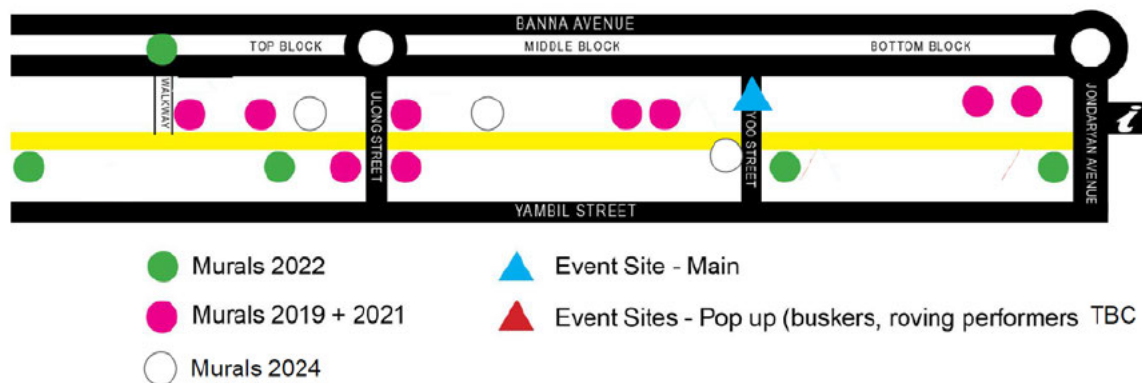 BANNA AVENUE
TOP BLOCK
MIDDLE BLOCK
BOTTOM BLOCK
WALKWAY
ULONG STREET
YOO STREET
JONDARYAN AVENUE
i
YAMBIL STREET
Murals 2022
Event Site - Main
Murals 2019 + 2021
Event Sites - Pop up (buskers, roving performers TBC
Murals 2024